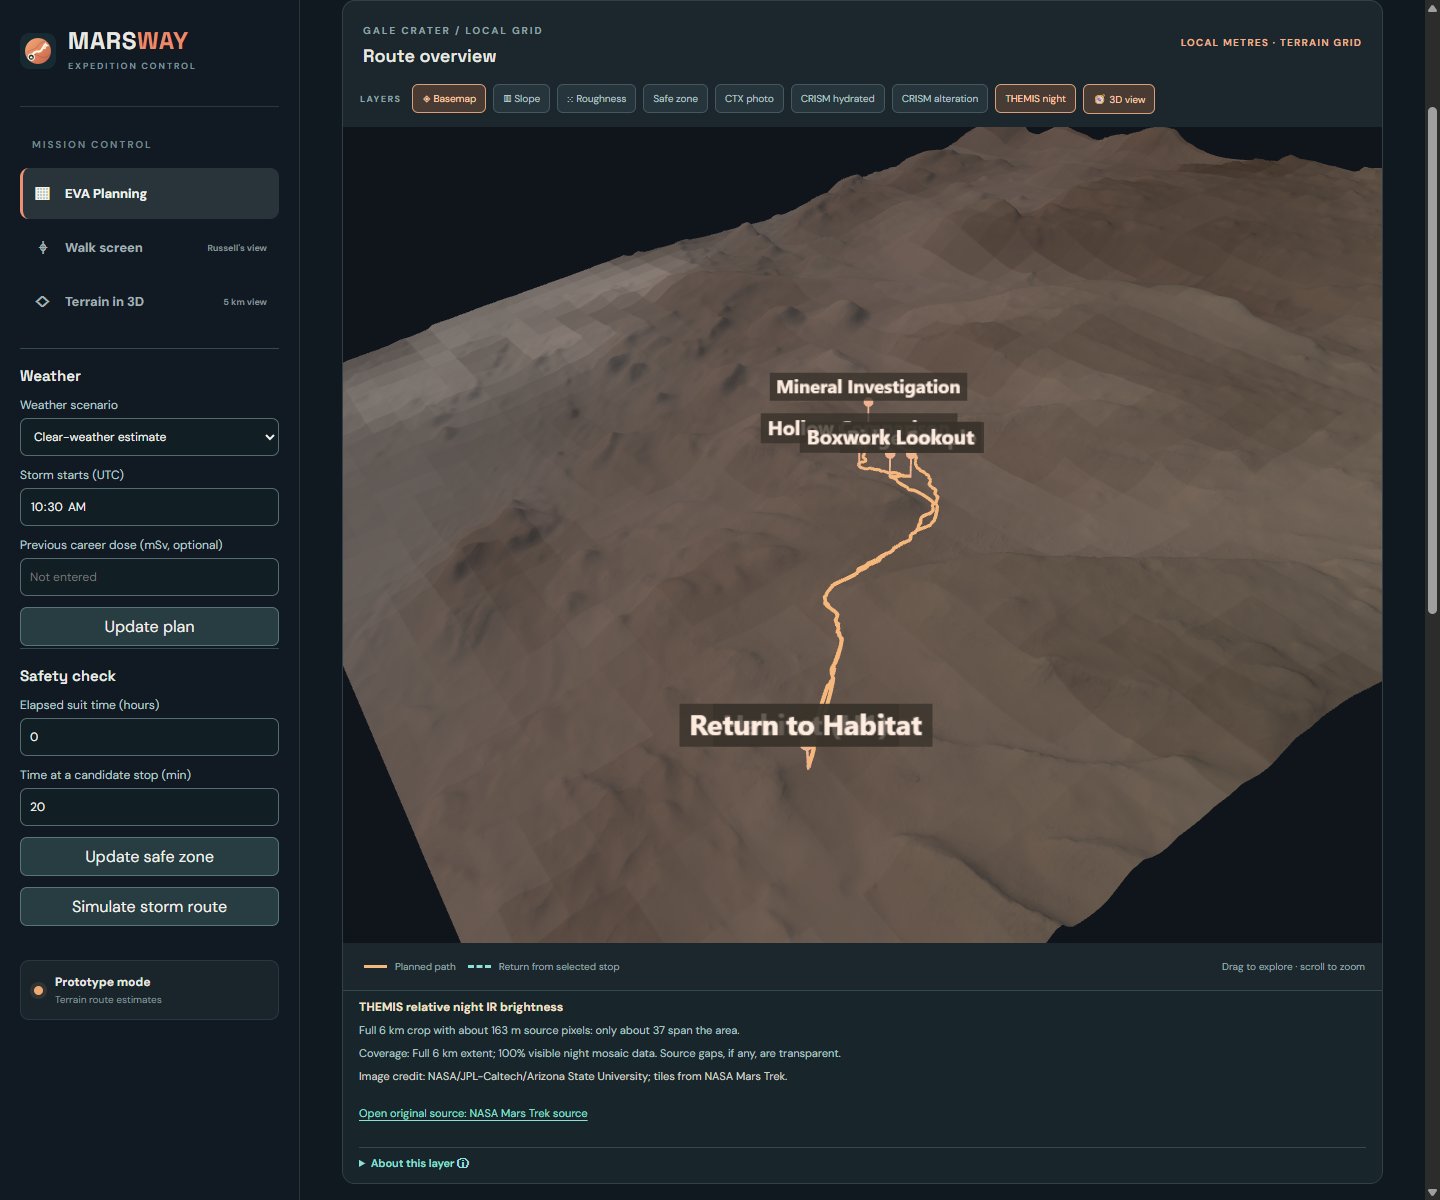 MARSWAY
EXPEDITION CONTROL
MISSION CONTROL
EVA Planning
Walk screen
Russell's view
Terrain in 3D
5 km view
Weather
Weather scenario
Clear-weather estimate
Storm starts (UTC)
10:30 AM
Previous career dose (mSv, optional)
Not entered
Update plan
Safety check
Elapsed suit time (hours)
0
Time at a candidate stop (min)
20
Update safe zone
Simulate storm route
Prototype mode
Terrain route estimates
GALE CRATER / LOCAL GRID
Route overview
LOCAL METRES · TERRAIN GRID
LAYERS
Basemap
Slope
Roughness
Safe zone
CTX photo
CRISM hydrated
CRISM alteration
THEMIS night
3D view
Mineral Investigation
Boxwork Lookout
Return to Habitat
Planned path
Return from selected stop
Drag to explore · scroll to zoom
THEMIS relative night IR brightness
Full 6 km crop with about 163 m source pixels: only about 37 span the area.
Coverage: Full 6 km extent; 100% visible night mosaic data. Source gaps, if any, are transparent.
Image credit: NASA/JPL-Caltech/Arizona State University; tiles from NASA Mars Trek.
Open original source: NASA Mars Trek source
About this layer